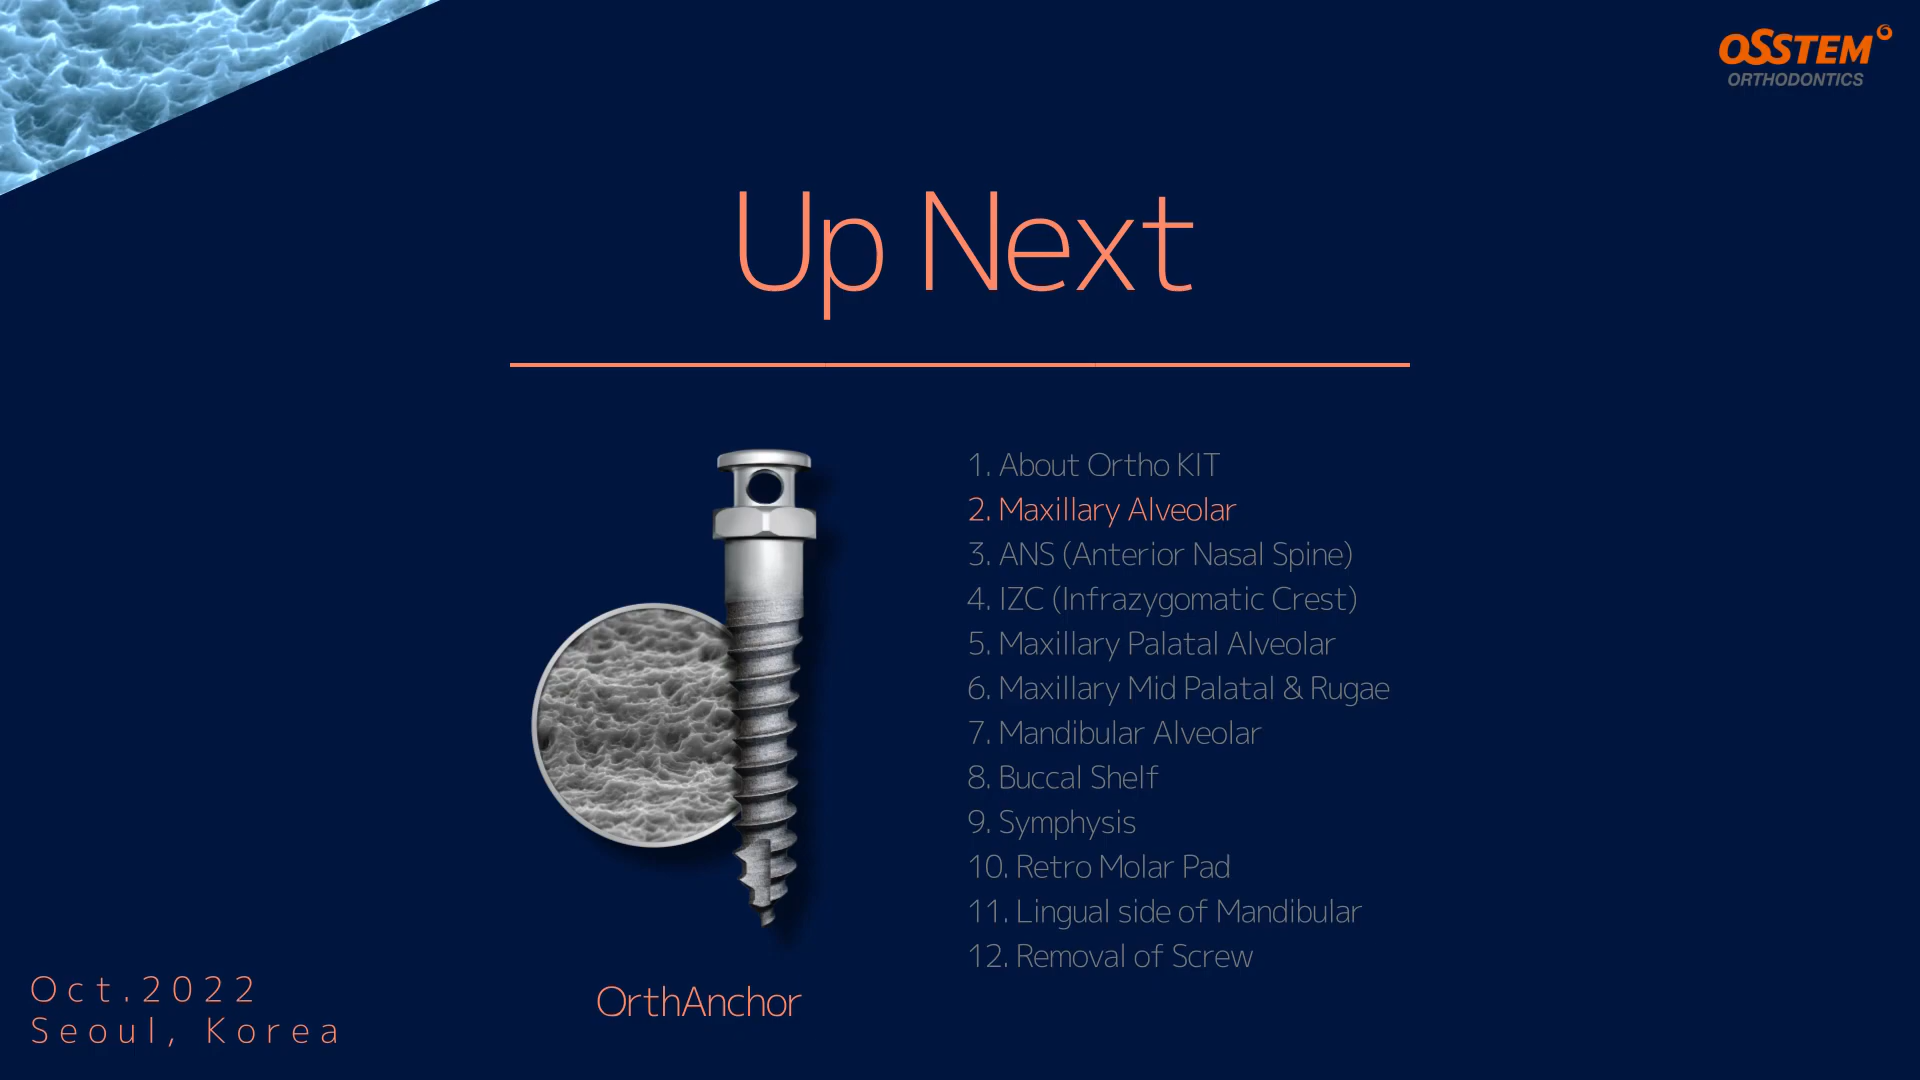 OSSTEM
ORTHODONTICS
Up Next
1. About Ortho KIT
2. Maxillary Alveolar
3. ANS (Anterior Nasal Spine)
4. IZC (Infrazygomatic Crest)
5. Maxillary Palatal Alveolar
6. Maxillary Mid Palatal & Rugae
7. Mandibular Alveolar
8. Buccal Shelf
9. Symphysis
10. Retro Molar Pad
11. Lingual side of Mandibular
12. Removal of Screw
OrthAnchor
Oct.2022
Seoul, Korea